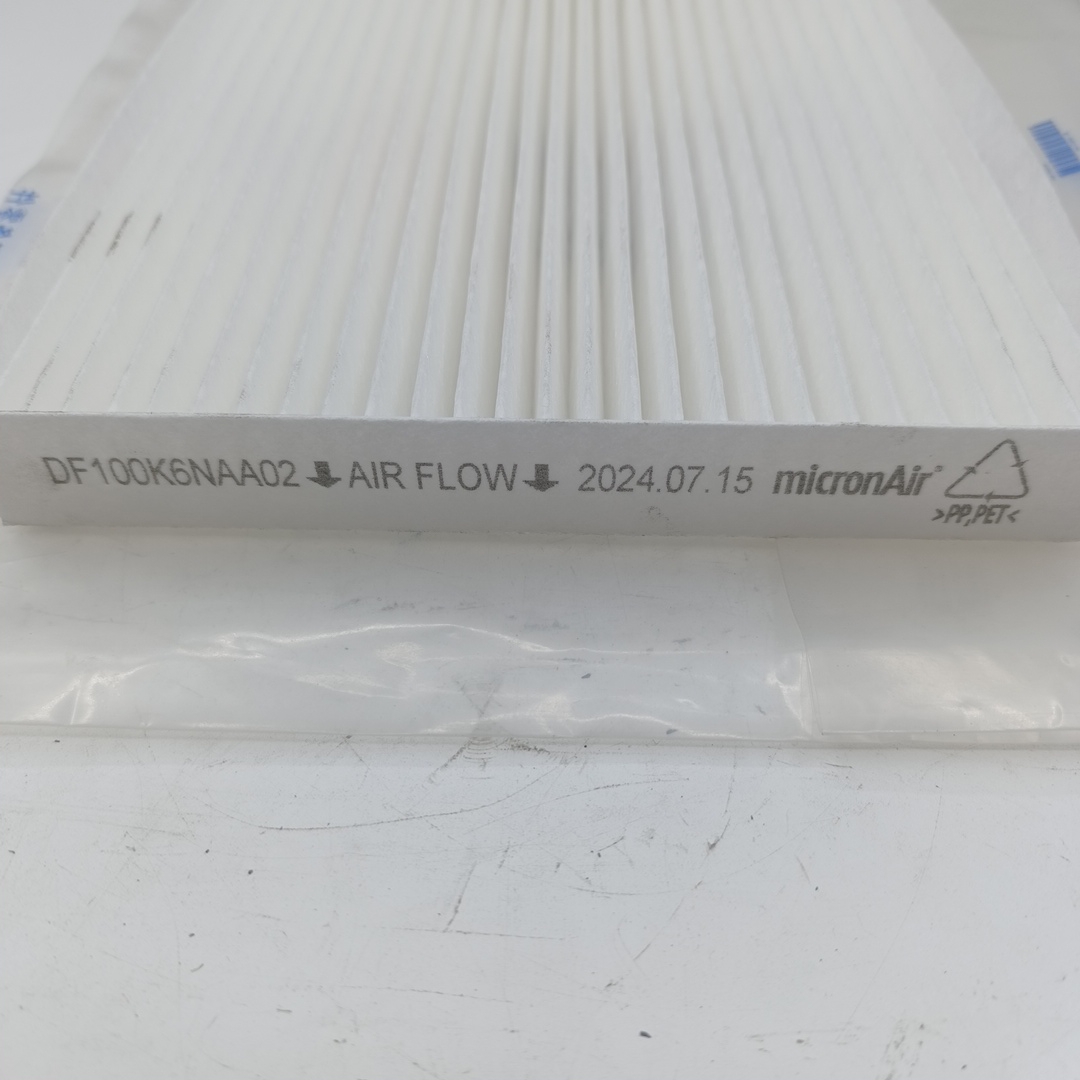 DF100K6NAA02 ⬇ AIR FLOW ⬇ 2024.07.15 micronAir®
>PP,PET<